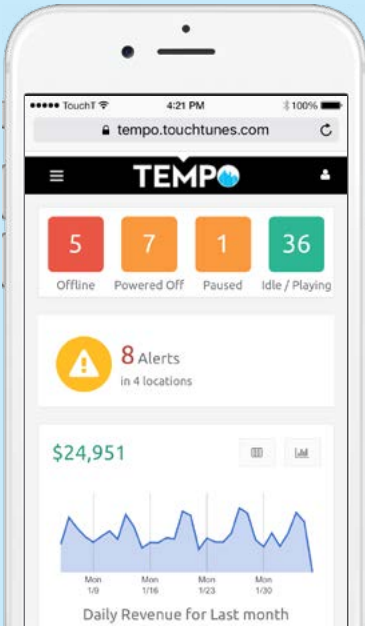 TouchT 4:21 PM 100%
tempo.touchtunes.com
TEMPO
5 7 1 36
Offline Powered Off Paused Idle / Playing
8 Alerts
in 4 locations
$24,951
Mon Mon Mon Mon
1/9 1/16 1/23 1/30
Daily Revenue for Last month